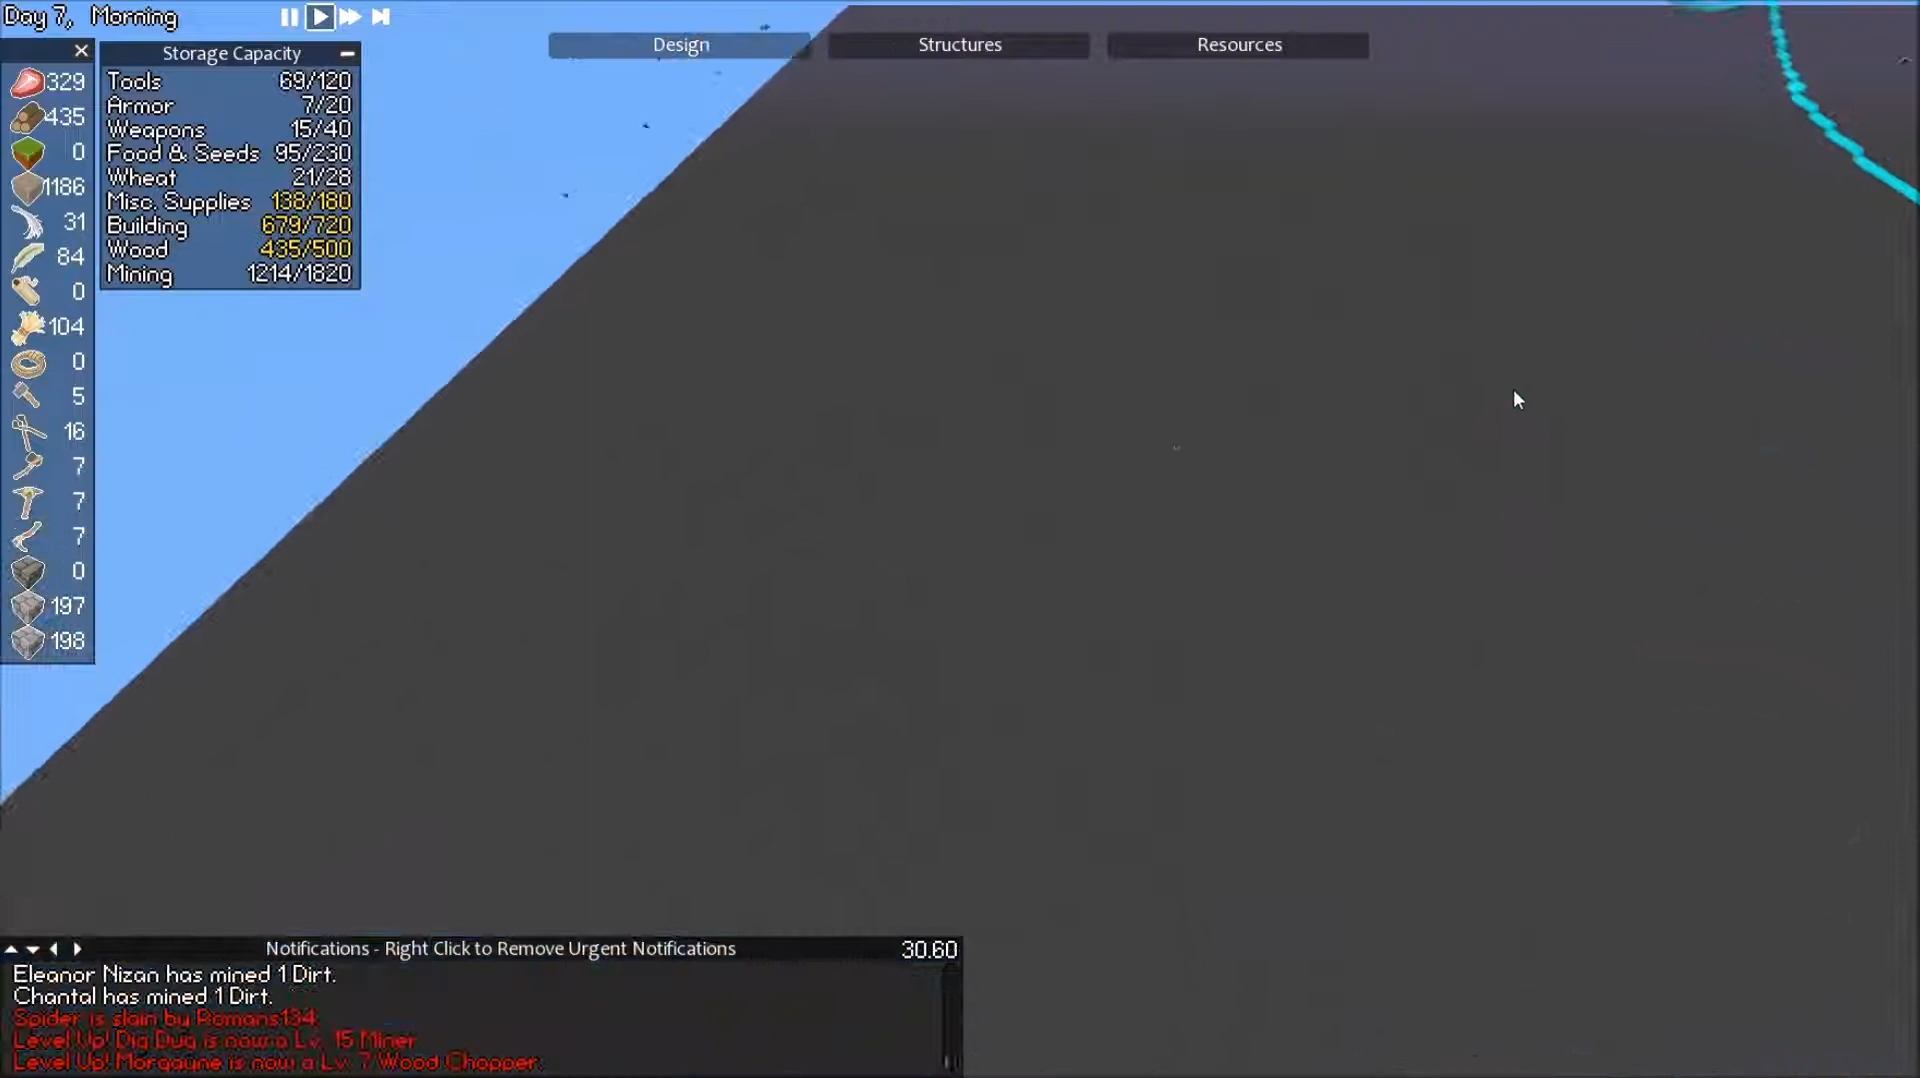 Day 7, Morning
Storage Capacity
Design
Structures
Resources
329
435
0
1186
31
84
0
104
0
5
16
7
7
7
0
197
198
Tools 69/120
Armor 7/20
Weapons 15/40
Food & Seeds 95/230
Wheat 21/28
Misc. Supplies 138/180
Building 679/720
Wood 435/500
Mining 1214/1820
Notifications - Right Click to Remove Urgent Notifications 30.60
Eleanor Nizan has mined 1 Dirt.
Chantal has mined 1 Dirt.
Spider is slain by Romans134.
Level Up! Dig Dug is now a Lv. 15 Miner
Level Up! Morgayne is now a Lv. 7 Wood Chopper.